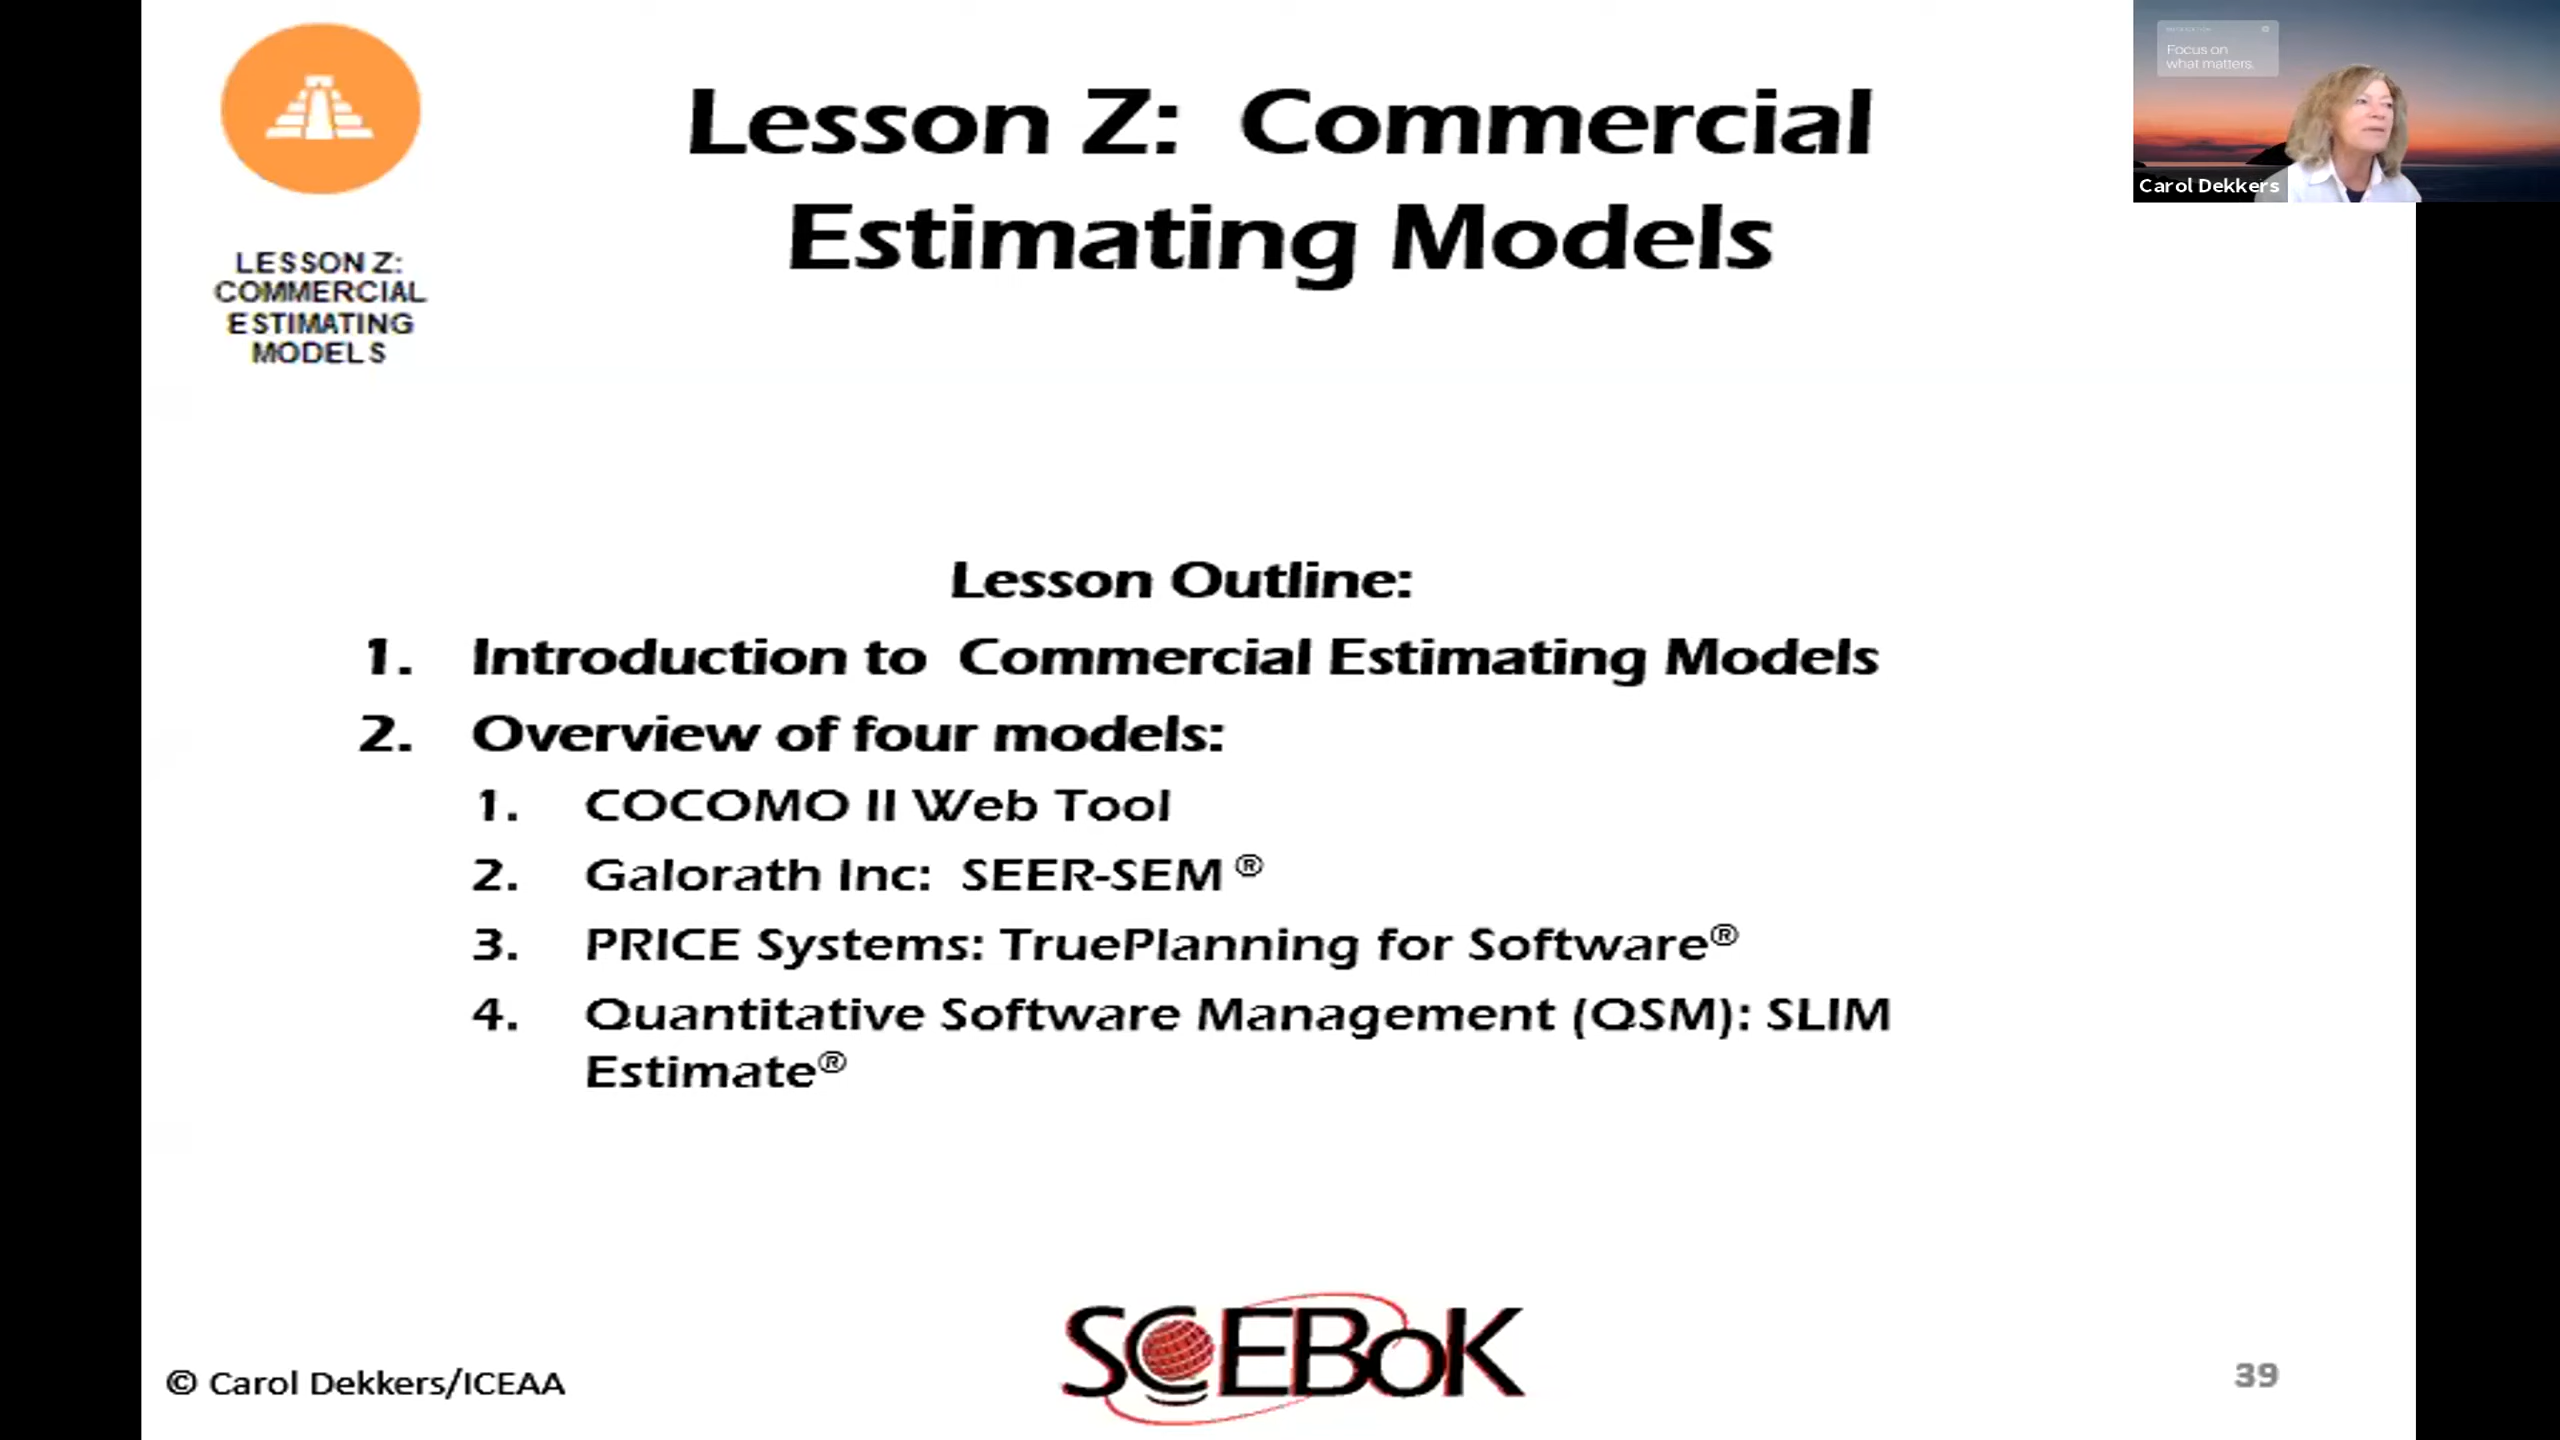 Lesson Z: Commercial
Estimating Models
LESSON Z:
COMMERCIAL
ESTIMATING
MODELS
Focus on
what matters.
Carol Dekkers
Lesson Outline:
1. Introduction to Commercial Estimating Models
2. Overview of four models:
1. COCOMO II Web Tool
2. Galorath Inc: SEER-SEM ®
3. PRICE Systems: TruePlanning for Software®
4. Quantitative Software Management (QSM): SLIM
Estimate®
© Carol Dekkers/ICEAA
SCEBoK
39